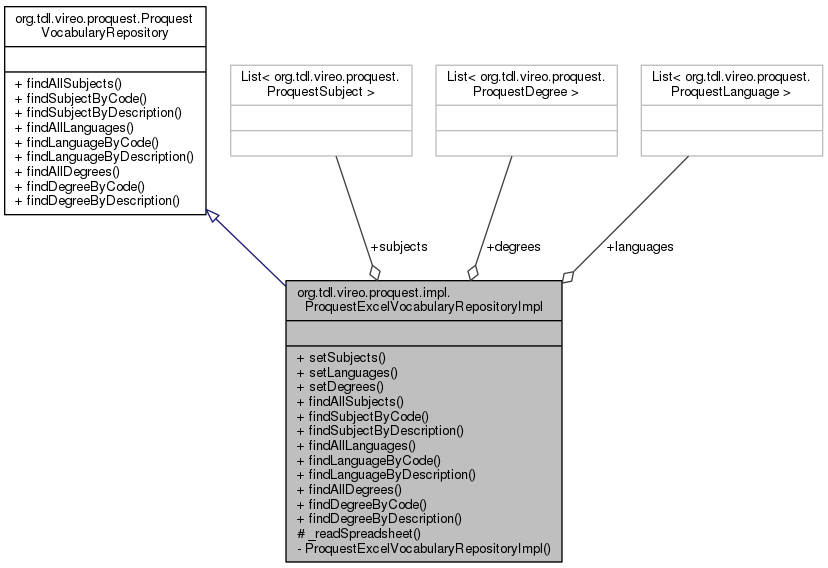 org.tdl.vireo.proquest.Proquest
VocabularyRepository
+ findAllSubjects()
+ findSubjectByCode()
+ findSubjectByDescription()
+ findAllLanguages()
+ findLanguageByCode()
+ findLanguageByDescription()
+ findAllDegrees()
+ findDegreeByCode()
+ findDegreeByDescription()
List< org.tdl.vireo.proquest.
ProquestSubject >
List< org.tdl.vireo.proquest.
ProquestDegree >
List< org.tdl.vireo.proquest.
ProquestLanguage >
+subjects
+degrees
+languages
org.tdl.vireo.proquest.impl.
ProquestExcelVocabularyRepositoryImpl
+ setSubjects()
+ setLanguages()
+ setDegrees()
+ findAllSubjects()
+ findSubjectByCode()
+ findSubjectByDescription()
+ findAllLanguages()
+ findLanguageByCode()
+ findLanguageByDescription()
+ findAllDegrees()
+ findDegreeByCode()
+ findDegreeByDescription()
# _readSpreadsheet()
- ProquestExcelVocabularyRepositoryImpl()